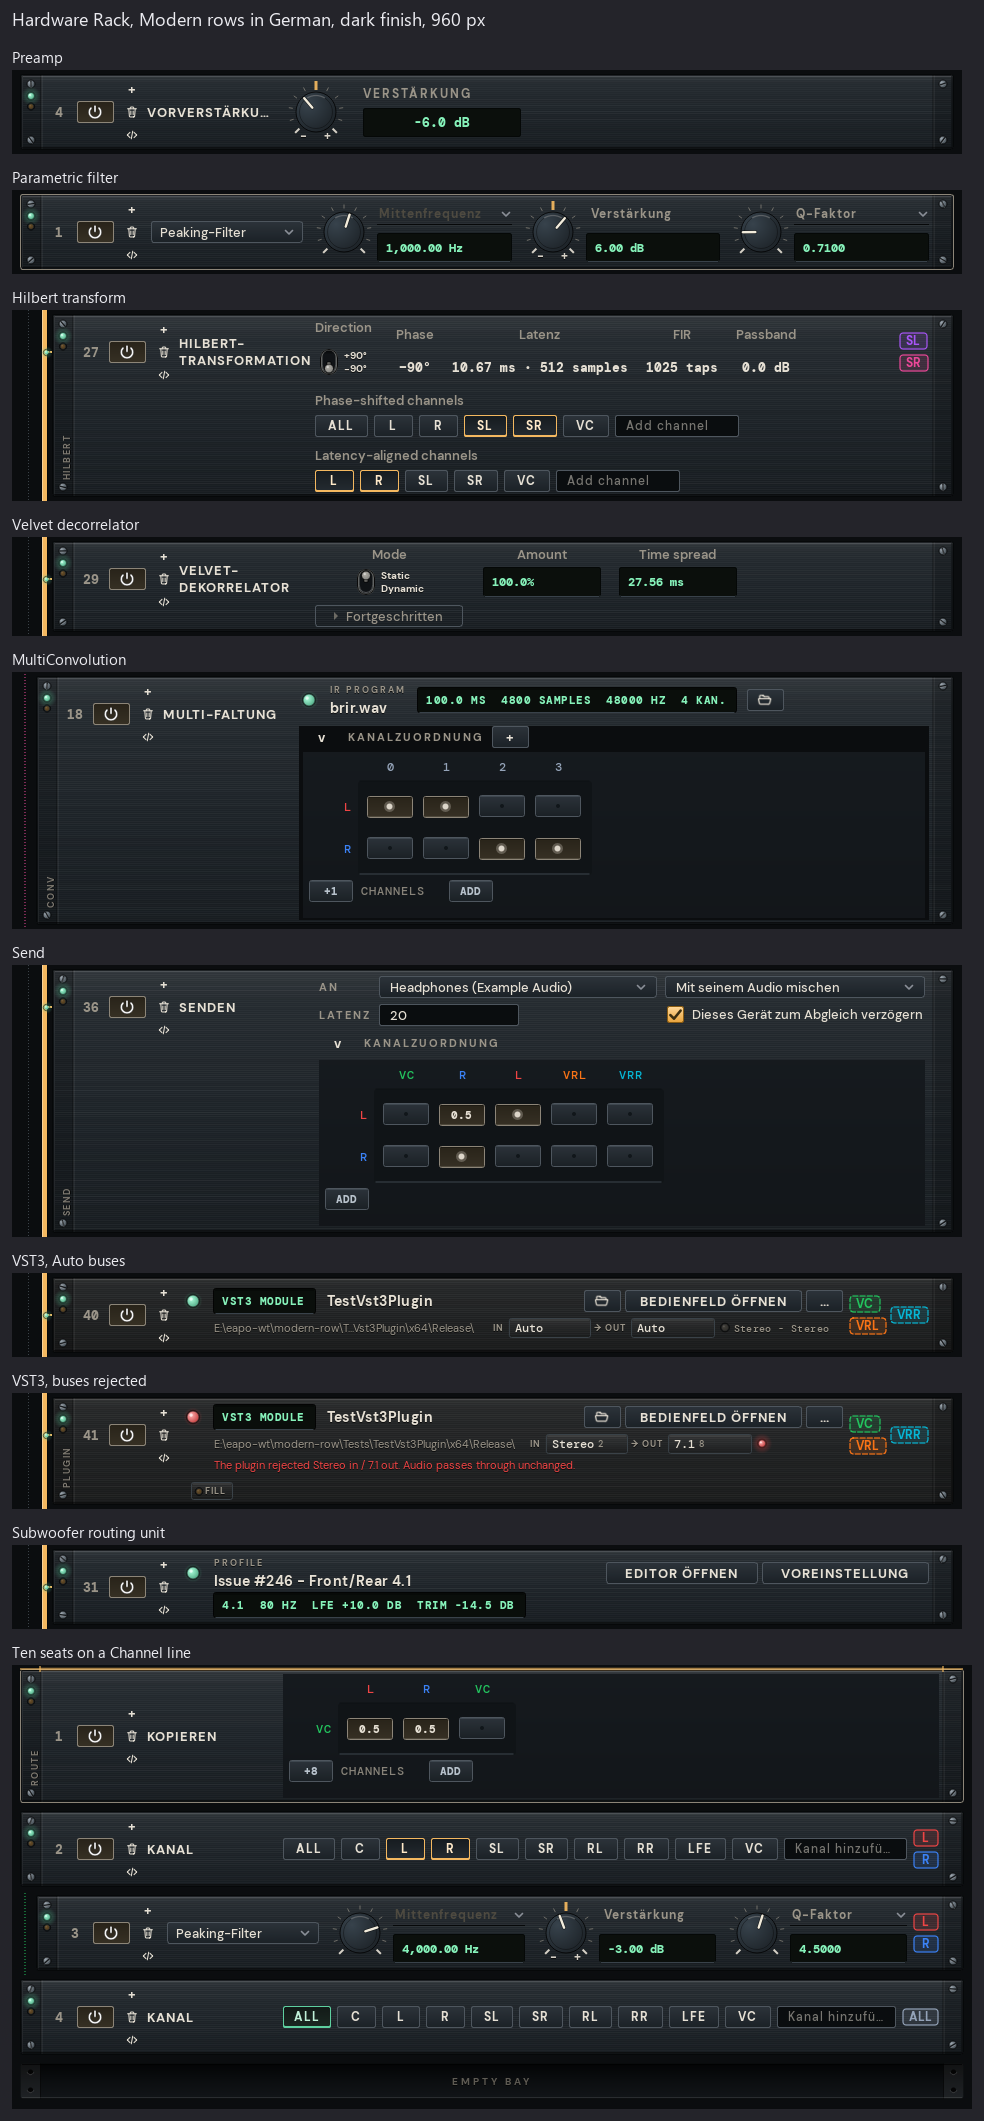 Hardware Rack, Modern rows in German, dark finish, 960 px
Preamp
4 VORVERSTÄRKU... VERSTÄRKUNG
-6.0 dB
- +
Parametric filter
1 Peaking-Filter Mittenfrequenz 1,000.00 Hz - + Verstärkung 6.00 dB Q-Faktor 0.7100
Hilbert transform
27 HILBERT-TRANSFORMATION
Direction Phase Latenz FIR Passband
+90°
-90°
-90° 10.67 ms · 512 samples 1025 taps 0.0 dB
SL
SR
Phase-shifted channels
ALL L R SL SR VC Add channel
Latency-aligned channels
L R SL SR VC Add channel
HILBERT
Velvet decorrelator
29 VELVET-DEKORRELATOR
Mode Amount Time spread
Static
Dynamic
100.0% 27.56 ms
Fortgeschritten
MultiConvolution
18 MULTI-FALTUNG
IR PROGRAM
brir.wav
100.0 MS 4800 SAMPLES 48000 HZ 4 KAN.
v KANALZUORDNUNG +
0 1 2 3
L
R
+1 CHANNELS ADD
CONV
Send
36 SENDEN
AN Headphones (Example Audio) Mit seinem Audio mischen
LATENZ 20 Dieses Gerät zum Abgleich verzögern
v KANALZUORDNUNG
VC R L VRL VRR
L 0.5
R
ADD
SEND
VST3, Auto buses
40 VST3 MODULE TestVst3Plugin BEDIENFELD ÖFFNEN ...
E:\eapo-wt\modern-row\T...Vst3Plugin\x64\Release\ IN Auto → OUT Auto Stereo - Stereo
VC
VRL
VRR
VST3, buses rejected
41 VST3 MODULE TestVst3Plugin BEDIENFELD ÖFFNEN ...
E:\eapo-wt\modern-row\Tests\TestVst3Plugin\x64\Release\ IN Stereo 2 → OUT 7.1 8
VC
VRL
VRR
The plugin rejected Stereo in / 7.1 out. Audio passes through unchanged.
FILL
PLUGIN
Subwoofer routing unit
31 PROFILE
Issue #246 - Front/Rear 4.1
EDITOR ÖFFNEN VOREINSTELLUNG
4.1 80 HZ LFE +10.0 DB TRIM -14.5 DB
Ten seats on a Channel line
L R VC
1 KOPIEREN
VC 0.5 0.5
+8 CHANNELS ADD
ROUTE
2 KANAL ALL C L R SL SR RL RR LFE VC Kanal hinzufü... L R
3 Peaking-Filter Mittenfrequenz 4,000.00 Hz - + Verstärkung -3.00 dB Q-Faktor 4.5000 L R
4 KANAL ALL C L R SL SR RL RR LFE VC Kanal hinzufü... ALL
EMPTY BAY